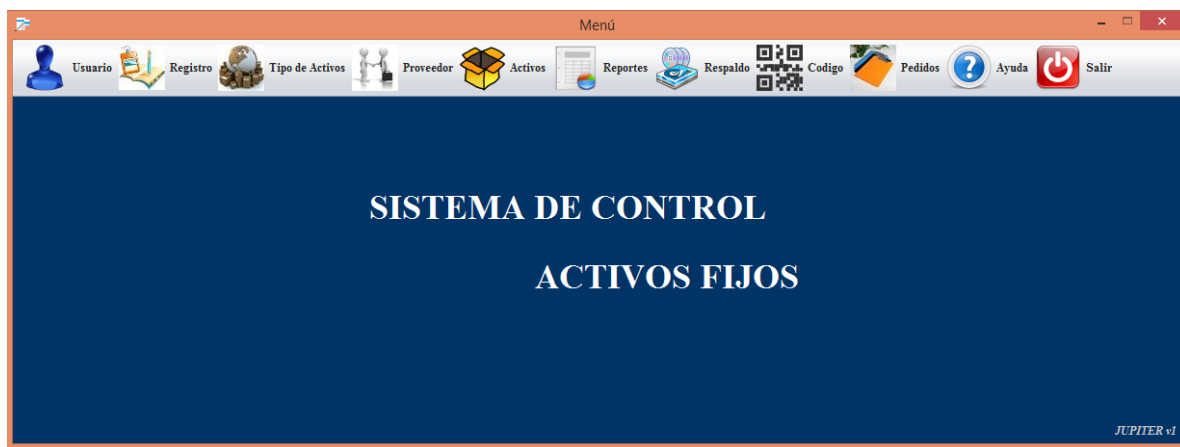 Menú
Usuario Registro Tipo de Activos Proveedor Activos Reportes Respaldo Codigo Pedidos Ayuda Salir
SISTEMA DE CONTROL
ACTIVOS FIJOS
JUPITER v1